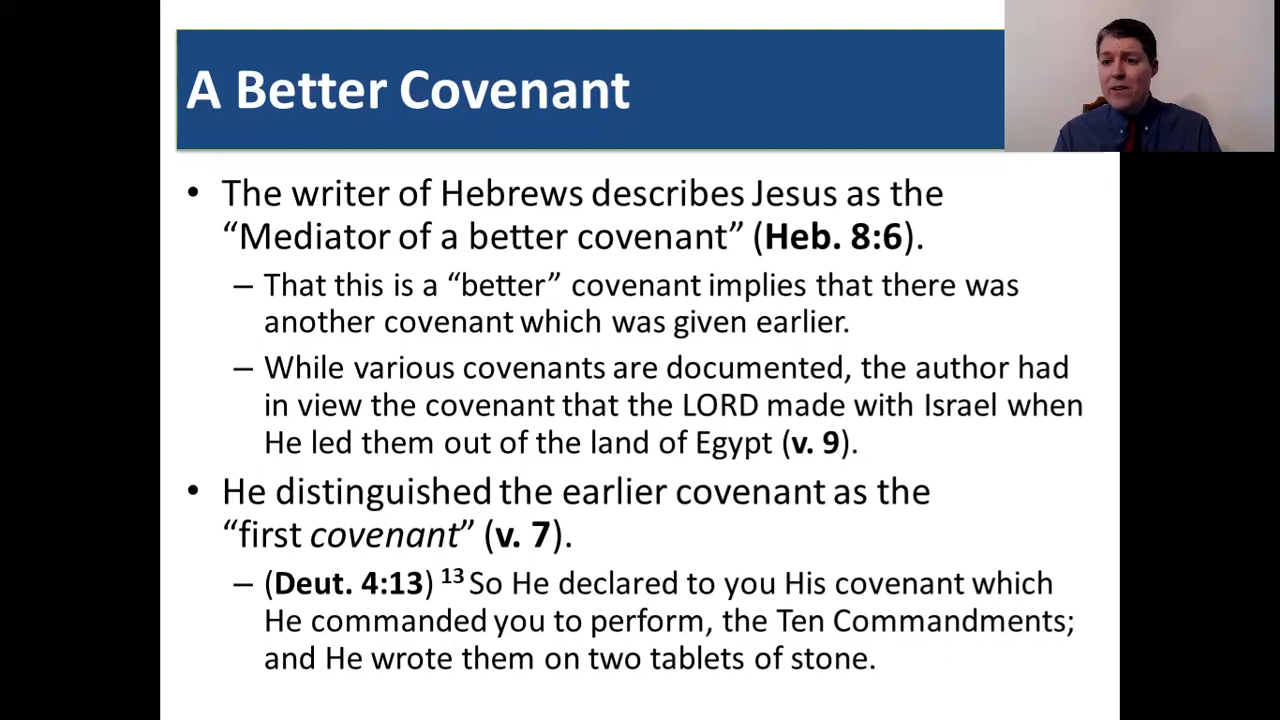 A Better Covenant
• The writer of Hebrews describes Jesus as the
“Mediator of a better covenant” (Heb. 8:6).
– That this is a “better” covenant implies that there was
another covenant which was given earlier.
– While various covenants are documented, the author had
in view the covenant that the LORD made with Israel when
He led them out of the land of Egypt (v. 9).
• He distinguished the earlier covenant as the
“first covenant” (v. 7).
– (Deut. 4:13) 13 So He declared to you His covenant which
He commanded you to perform, the Ten Commandments;
and He wrote them on two tablets of stone.